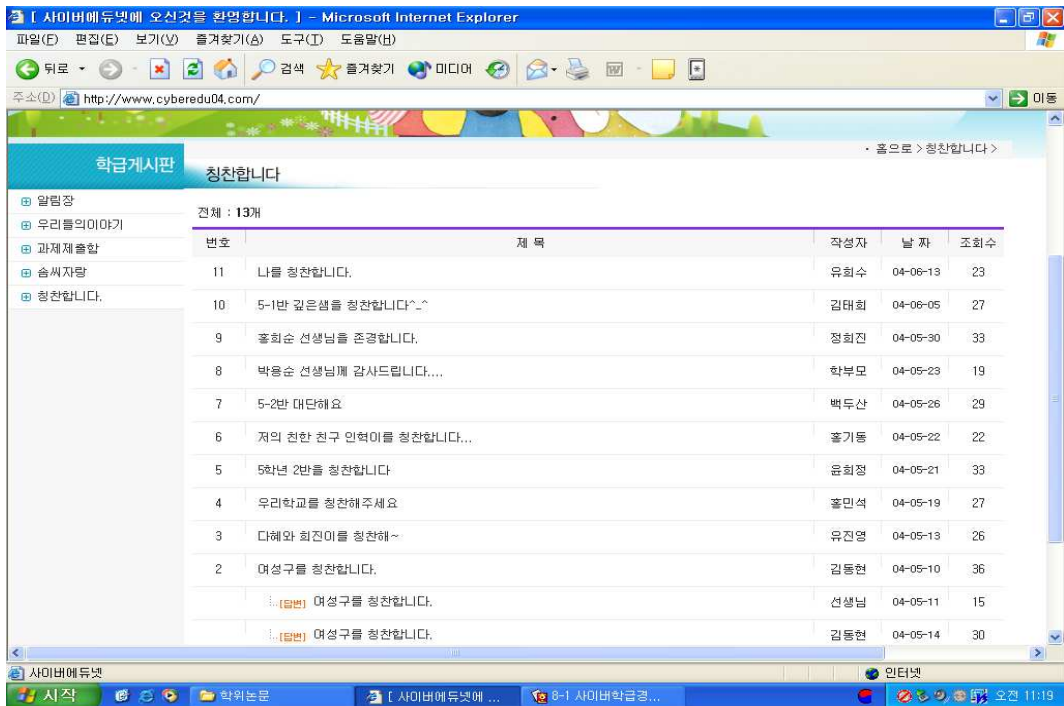 [ 사이버에듀넷에 오신것을 환영합니다. ] - Microsoft Internet Explorer
파일(F) 편집(E) 보기(V) 즐겨찾기(A) 도구(T) 도움말(H)
뒤로 검색 즐겨찾기 미디어
주소(D) http://www.cyberedu04.com/ 이동
· 홈으로 > 칭찬합니다 >
학급게시판
칭찬합니다
알림장
우리들의이야기
과제제출함
솜씨자랑
칭찬합니다.
전체 : 13개
번호 제 목 작성자 날 짜 조회수
11 나를 칭찬합니다. 유희수 04-06-13 23
10 5-1반 깊은샘을 칭찬합니다^_^ 김태희 04-06-05 27
9 홍희순 선생님을 존경합니다. 정희진 04-05-30 33
8 박용순 선생님께 감사드립니다.... 학부모 04-05-23 19
7 5-2반 대단해요 백두산 04-05-26 29
6 저의 친한 친구 인혁이를 칭찬합니다... 홍기동 04-05-22 22
5 5학년 2반을 칭찬합니다 윤희정 04-05-21 33
4 우리학교를 칭찬해주세요 홍민석 04-05-19 27
3 다혜와 희진이를 칭찬해~ 유진영 04-05-13 26
2 여성구를 칭찬합니다. 김동현 04-05-10 36
[답변] 여성구를 칭찬합니다. 선생님 04-05-11 15
[답변] 여성구를 칭찬합니다. 김동현 04-05-14 30
사이버에듀넷 인터넷
시작 학위논문 [ 사이버에듀넷에 ... 8-1 사이버학급경... 오전 11:19